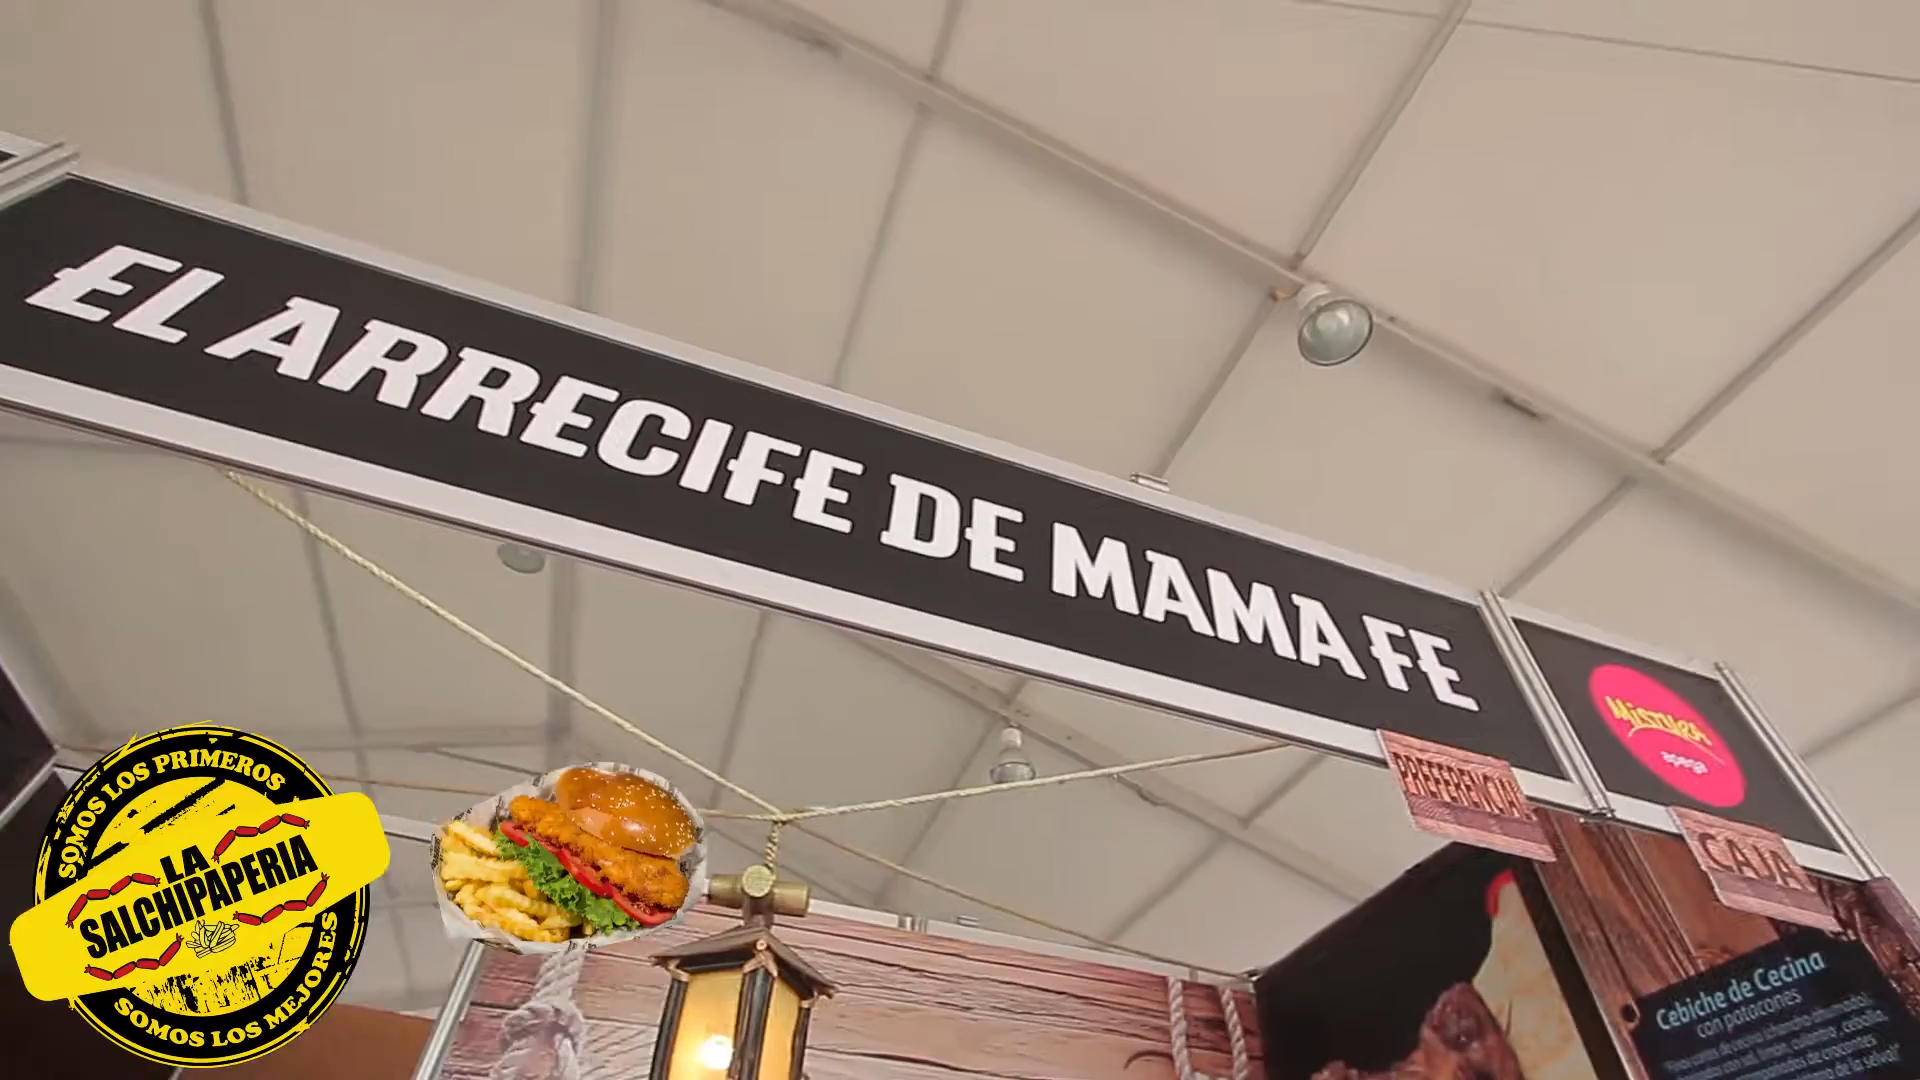 EL ARRECIFE DE MAMA FE
MISTURA
apega
PREFERENCIAL
CAJA
Cebiche de Cecina
con patacones
SOMOS LOS PRIMEROS
LA
SALCHIPAPERIA
SOMOS LOS MEJORES